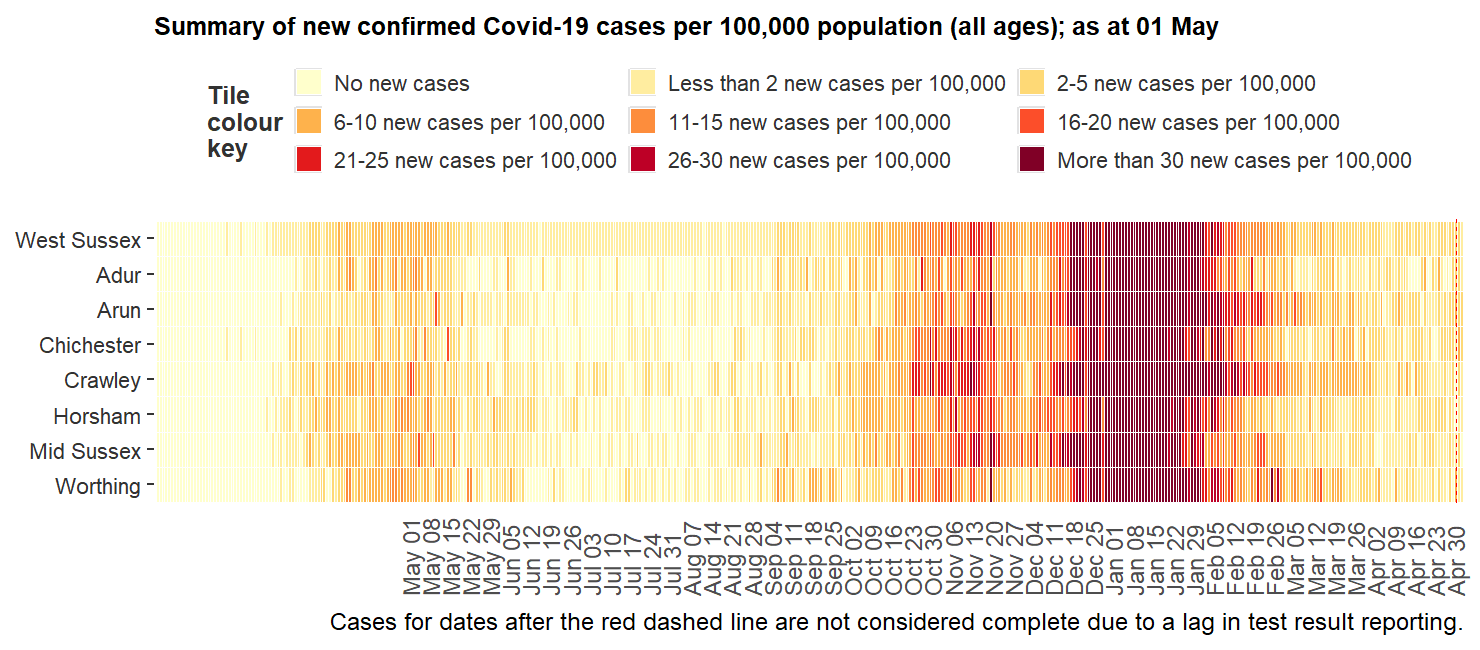 Summary of new confirmed Covid-19 cases per 100,000 population (all ages); as at 01 May
Tile
colour
key
No new cases
Less than 2 new cases per 100,000
2-5 new cases per 100,000
6-10 new cases per 100,000
11-15 new cases per 100,000
16-20 new cases per 100,000
21-25 new cases per 100,000
26-30 new cases per 100,000
More than 30 new cases per 100,000
West Sussex
Adur
Arun
Chichester
Crawley
Horsham
Mid Sussex
Worthing
May 01
May 08
May 15
May 22
May 29
Jun 05
Jun 12
Jun 19
Jun 26
Jul 03
Jul 10
Jul 17
Jul 24
Jul 31
Aug 07
Aug 14
Aug 21
Aug 28
Sep 04
Sep 11
Sep 18
Sep 25
Oct 02
Oct 09
Oct 16
Oct 23
Oct 30
Nov 06
Nov 13
Nov 20
Nov 27
Dec 04
Dec 11
Dec 18
Dec 25
Jan 01
Jan 08
Jan 15
Jan 22
Jan 29
Feb 05
Feb 12
Feb 19
Feb 26
Mar 05
Mar 12
Mar 19
Mar 26
Apr 02
Apr 09
Apr 16
Apr 23
Apr 30
Cases for dates after the red dashed line are not considered complete due to a lag in test result reporting.